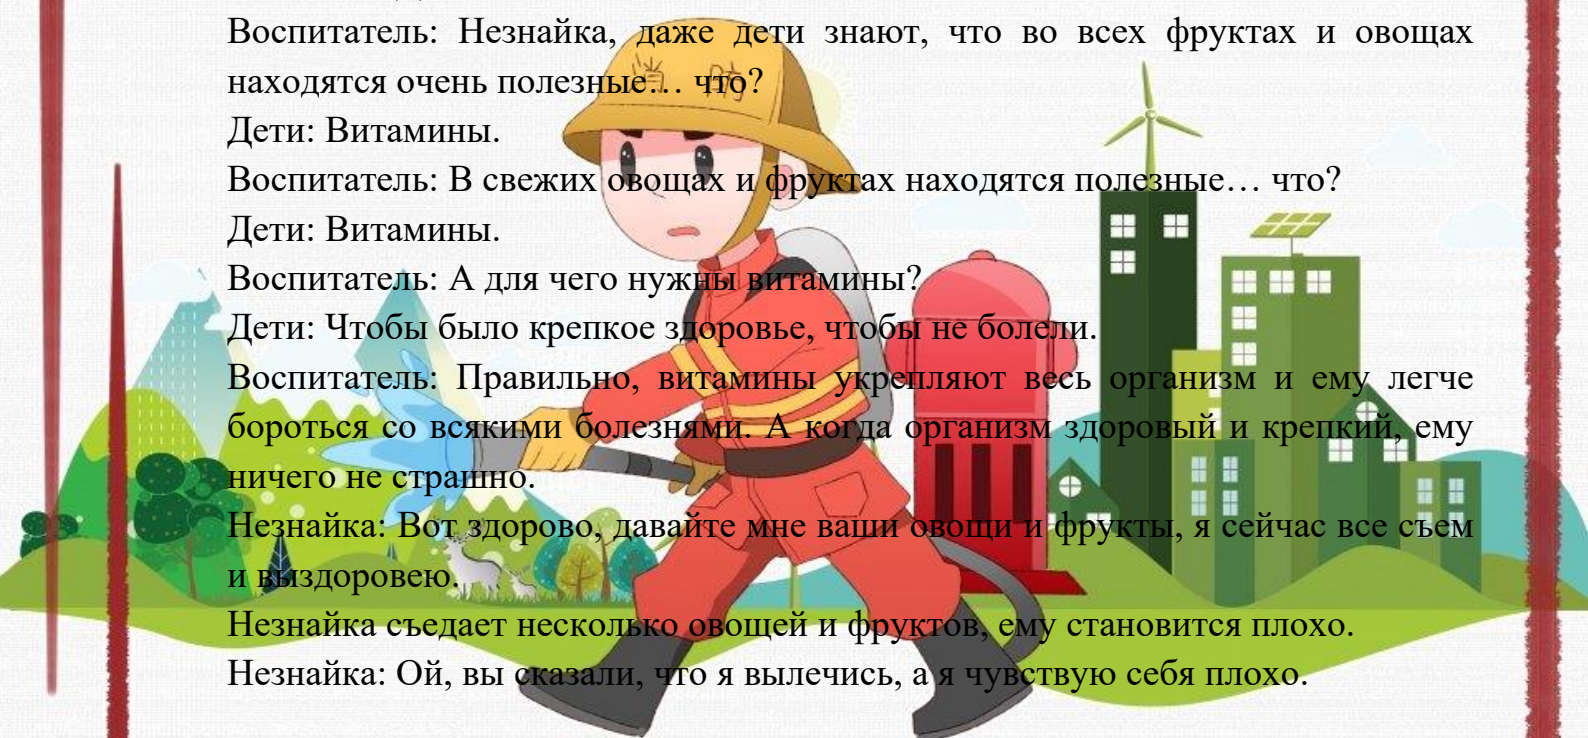 Воспитатель: Незнайка, даже дети знают, что во всех фруктах и овощах
находятся очень полезные… что?
Дети: Витамины.
Воспитатель: В свежих овощах и фруктах находятся полезные… что?
Дети: Витамины.
Воспитатель: А для чего нужны витамины?
Дети: Чтобы было крепкое здоровье, чтобы не болели.
Воспитатель: Правильно, витамины укрепляют весь организм и ему легче
бороться со всякими болезнями. А когда организм здоровый и крепкий, ему
ничего не страшно.
Незнайка: Вот здорово, давайте мне ваши овощи и фрукты, я сейчас все съем
и выздоровею.
Незнайка съедает несколько овощей и фруктов, ему становится плохо.
Незнайка: Ой, вы сказали, что я вылечись, а я чувствую себя плохо.